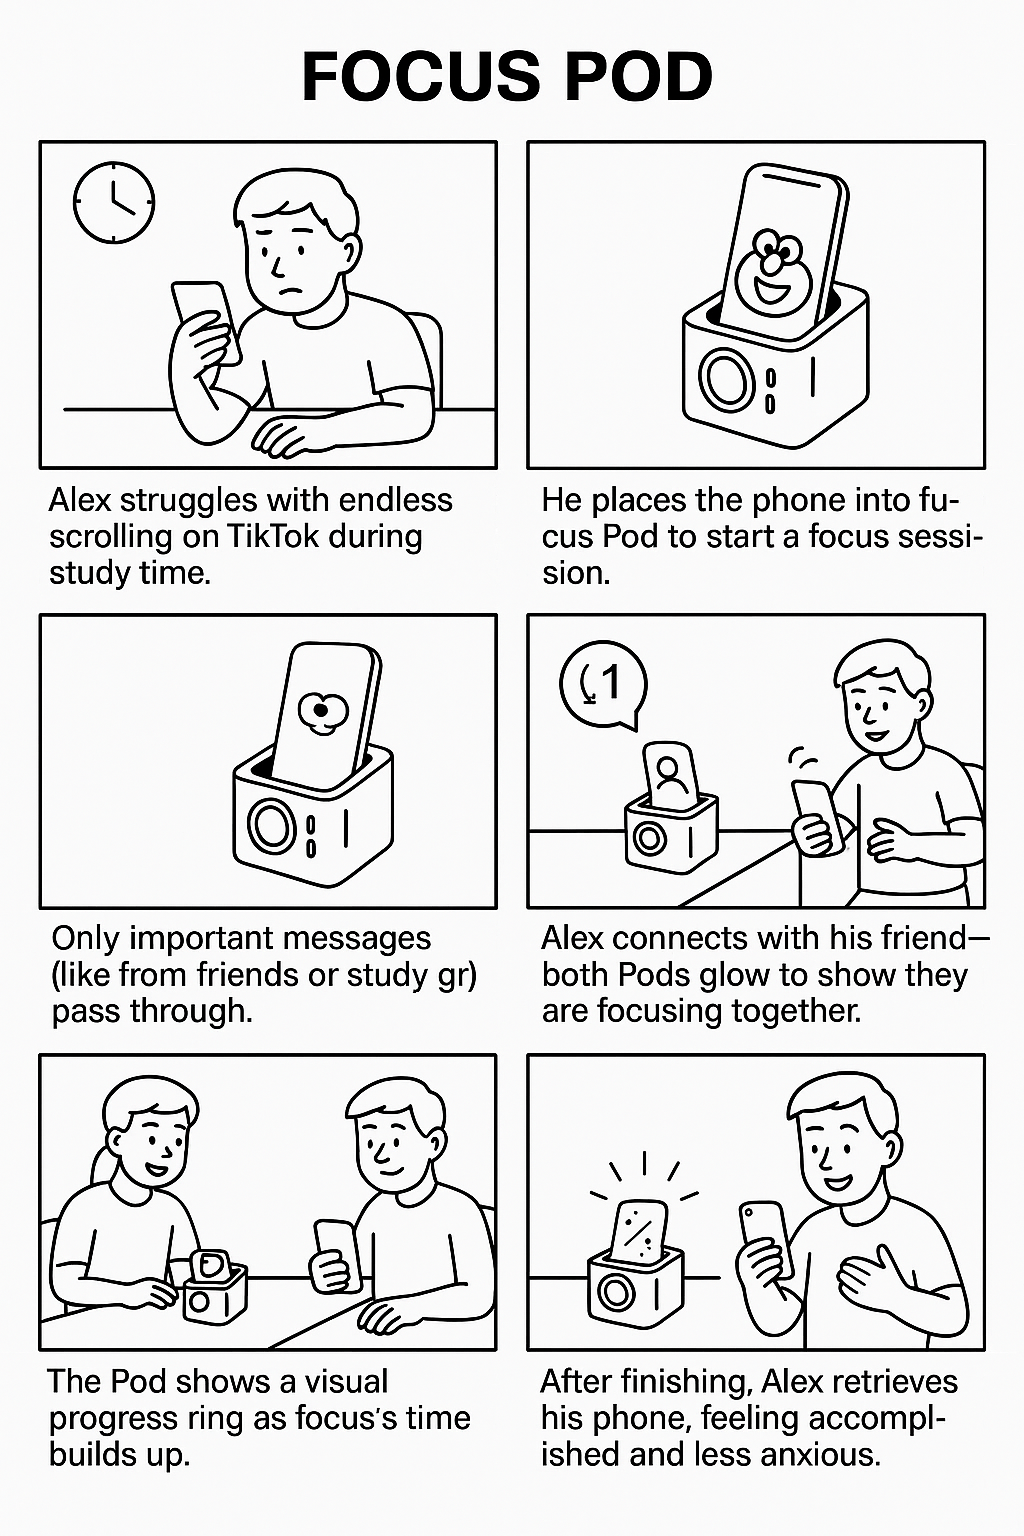 FOCUS POD
Alex struggles with endless
scrolling on TikTok during
study time.
He places the phone into fu-
cus Pod to start a focus sessi-
sion.
Only important messages
(like from friends or study gr)
pass through.
1
Alex connects with his friend—
both Pods glow to show they
are focusing together.
The Pod shows a visual
progress ring as focus's time
builds up.
After finishing, Alex retrieves
his phone, feeling accompl-
ished and less anxious.